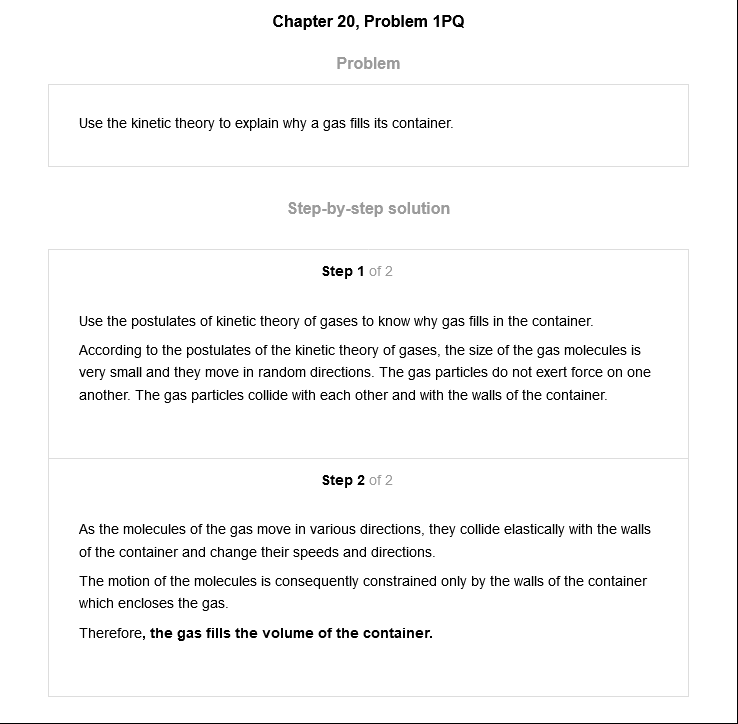 Chapter 20, Problem 1PQ
Problem
Use the kinetic theory to explain why a gas fills its container.
Step-by-step solution
Step 1 of 2
Use the postulates of kinetic theory of gases to know why gas fills in the container.
According to the postulates of the kinetic theory of gases, the size of the gas molecules is
very small and they move in random directions. The gas particles do not exert force on one
another. The gas particles collide with each other and with the walls of the container.
Step 2 of 2
As the molecules of the gas move in various directions, they collide elastically with the walls
of the container and change their speeds and directions.
The motion of the molecules is consequently constrained only by the walls of the container
which encloses the gas.
Therefore, the gas fills the volume of the container.